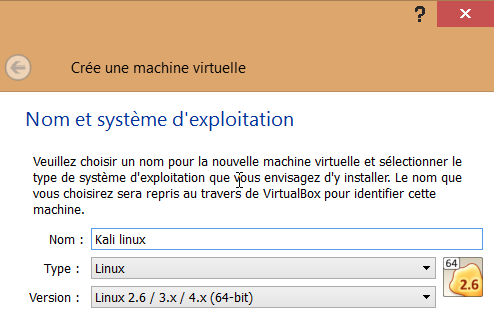 ?
Crée une machine virtuelle
Nom et système d'exploitation
Veuillez choisir un nom pour la nouvelle machine virtuelle et sélectionner le
type de système d'exploitation que vous envisagez d'y installer. Le nom que
vous choisirez sera repris au travers de VirtualBox pour identifier cette
machine.
Nom : Kali linux
Type : Linux
64
Version : Linux 2.6 / 3.x / 4.x (64-bit)
2.6